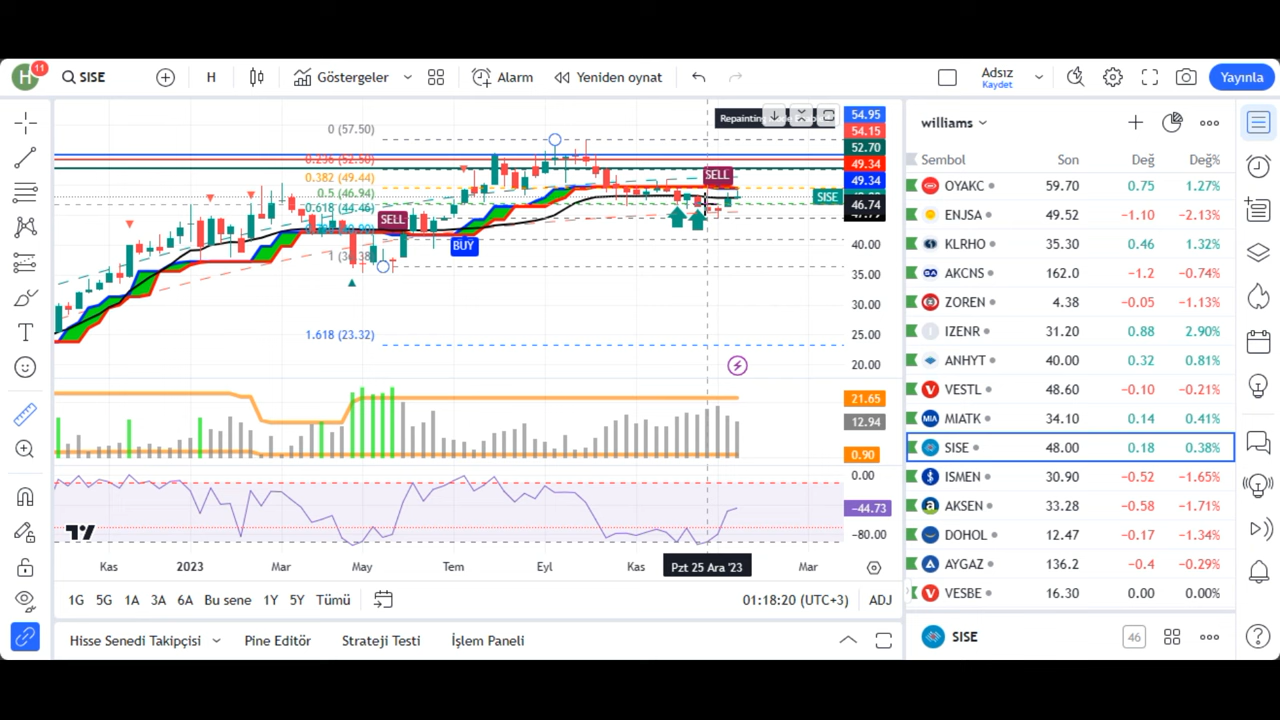 H
11
SISE
H
Göstergeler
Alarm
Yeniden oynat
Adsız
Kaydet
Yayınla
Repainting
0 (57.50)
0.236 (52.50)
0.382 (49.44)
0.5 (46.94)
0.618 (44.46)
1.618 (23.32)
SELL
BUY
SELL
SISE
54.95
54.15
52.70
49.34
49.34
46.74
40.00
35.00
30.00
25.00
20.00
21.65
12.94
0.90
0.00
−44.73
−80.00
Kas
2023
Mar
May
Tem
Eyl
Kas
Pzt 25 Ara '23
Mar
1G 5G 1A 3A 6A Bu sene 1Y 5Y Tümü
01:18:20 (UTC+3)
ADJ
Hisse Senedi Takipçisi
Pine Editör
Strateji Testi
İşlem Paneli
williams
Sembol Son Değ Değ%
OYAKC 59.70 0.75 1.27%
ENJSA 49.52 −1.10 −2.13%
KLRHO 35.30 0.46 1.32%
AKCNS 162.0 −1.2 −0.74%
ZOREN 4.38 −0.05 −1.13%
IZENR 31.20 0.88 2.90%
ANHYT 40.00 0.32 0.81%
VESTL 48.60 −0.10 −0.21%
MIATK 34.10 0.14 0.41%
SISE 48.00 0.18 0.38%
ISMEN 30.90 −0.52 −1.65%
AKSEN 33.28 −0.58 −1.71%
DOHOL 12.47 −0.17 −1.34%
AYGAZ 136.2 −0.4 −0.29%
VESBE 16.30 0.00 0.00%
SISE
46